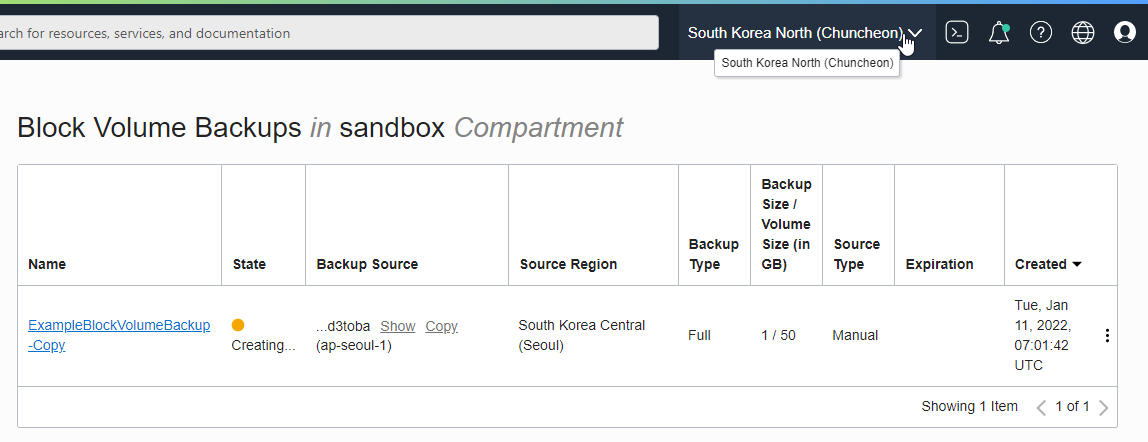 arch for resources, services, and documentation
South Korea North (Chuncheon)
South Korea North (Chuncheon)
Block Volume Backups in sandbox Compartment
Name
State
Backup Source
Source Region
Backup
Type
Backup
Size /
Volume
Size (in
GB)
Source
Type
Expiration
Created
ExampleBlockVolumeBackup
-Copy
Creating...
...d3toba Show Copy
(ap-seoul-1)
South Korea Central
(Seoul)
Full
1 / 50
Manual
Tue, Jan
11, 2022,
07:01:42
UTC
Showing 1 Item
1 of 1